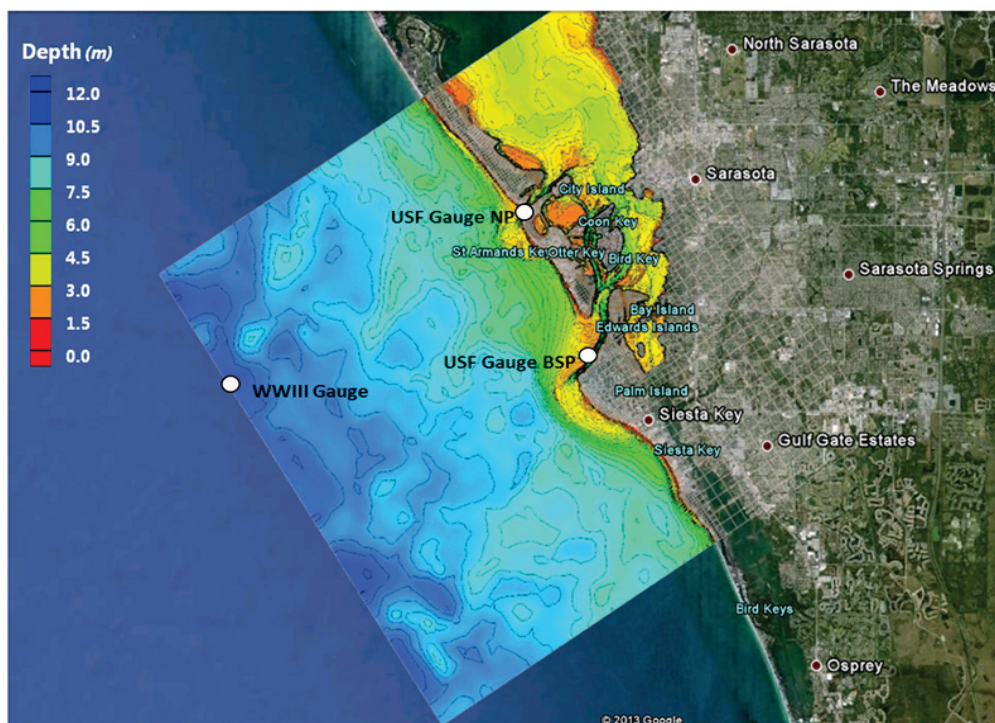 Depth (m)
12.0
10.5
9.0
7.5
6.0
4.5
3.0
1.5
0.0
North Sarasota
The Meadows
Sarasota
City Island
USF Gauge NP
Coon Key
St Armands Key
Otter Key
Bird Key
Sarasota Springs
Bay Island
Edwards Islands
USF Gauge BSP
WWIII Gauge
Palm Island
Siesta Key
Gulf Gate Estates
Siesta Key
Bird Keys
Osprey
© 2013 Google